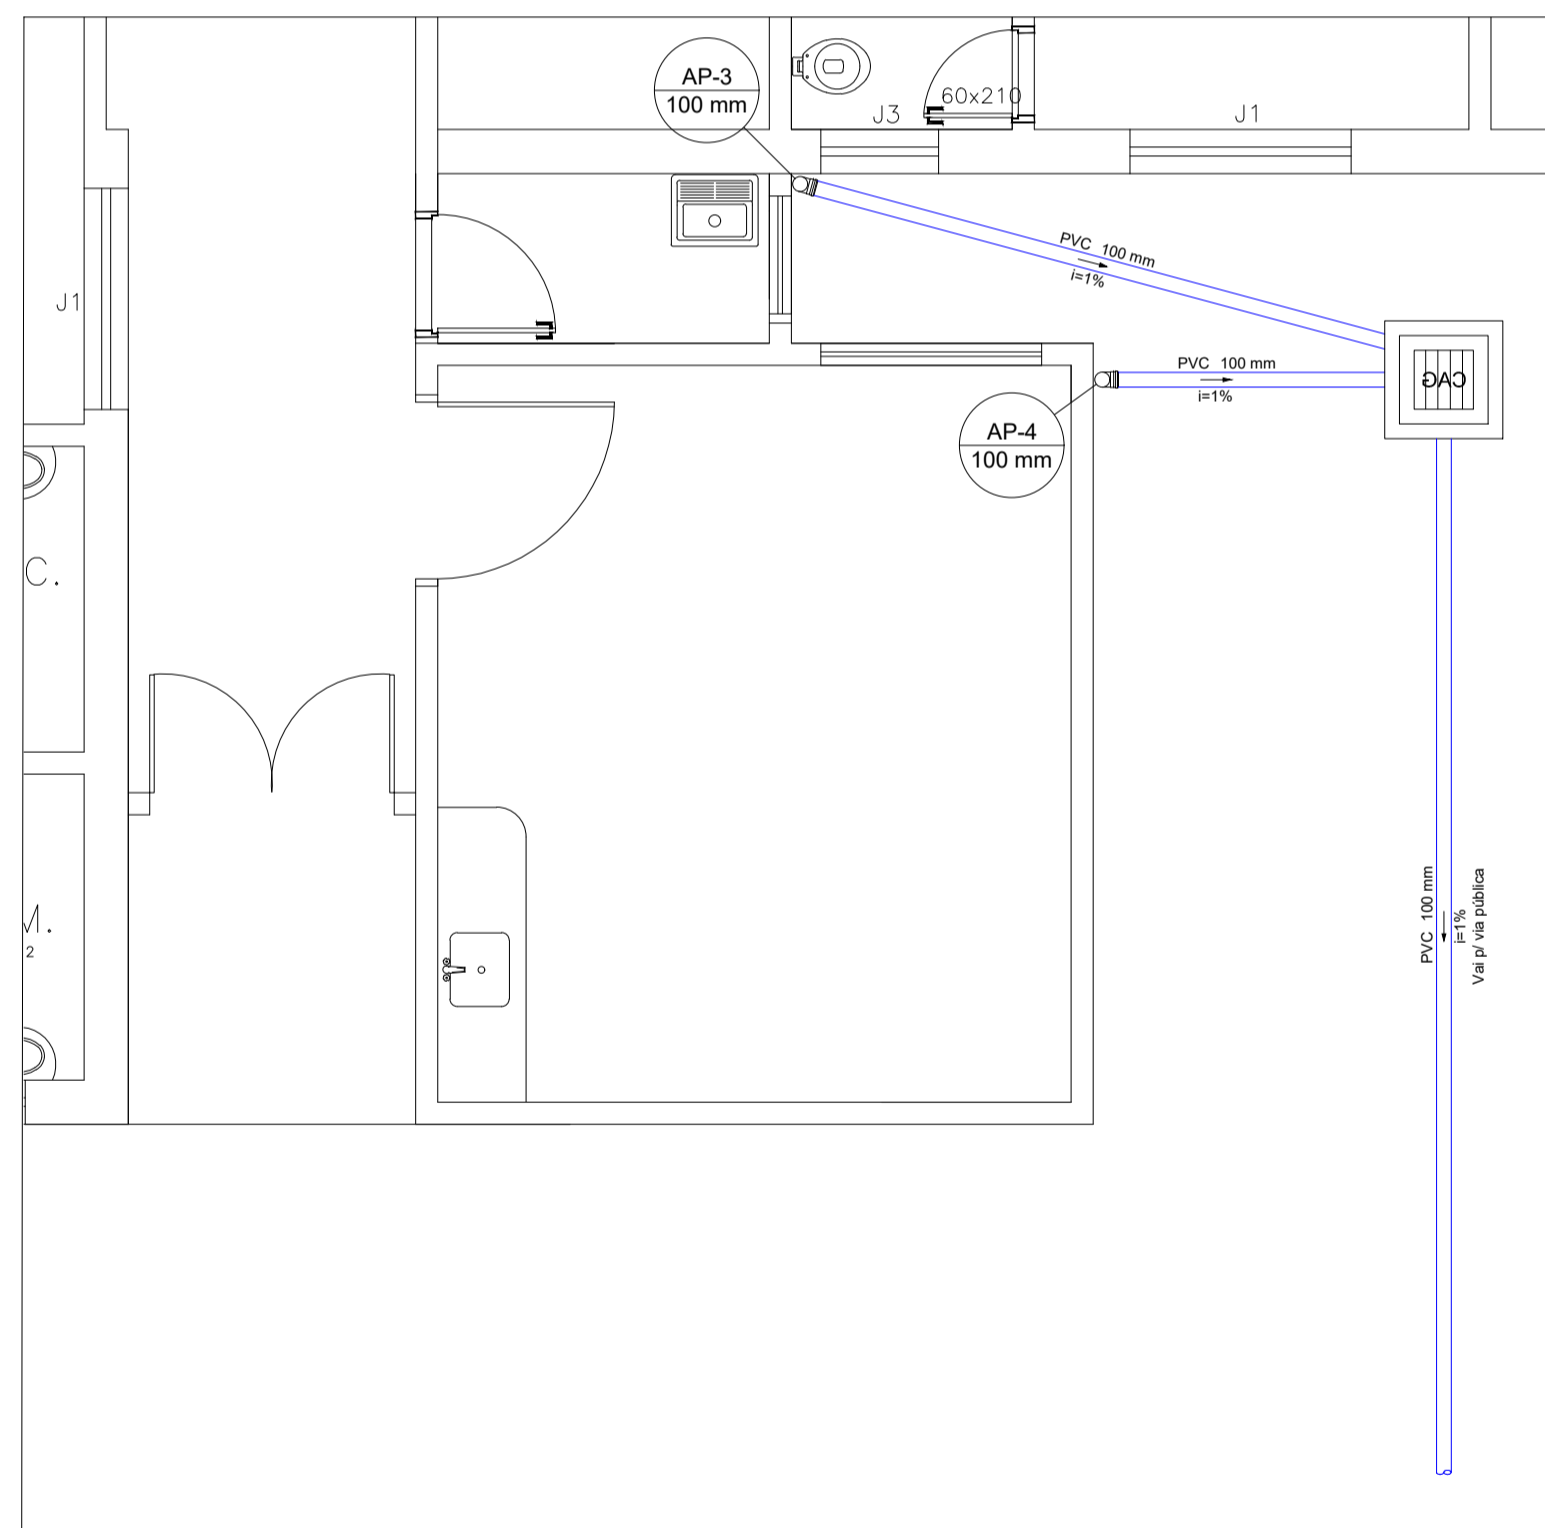 AP-3
100 mm
60x210
J3
J1
PVC 100 mm
i=1%
J1
CAG
PVC 100 mm
i=1%
AP-4
100 mm
C.
M.
2
PVC 100 mm
i=1%
Vai p/ via pública